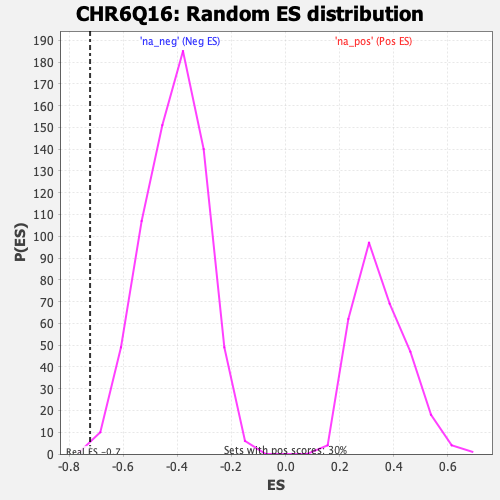 CHR6Q16: Random ES distribution
'na_neg' (Neg ES)
'na_pos' (Pos ES)
190
180
170
160
150
140
130
120
110
100
90
80
70
60
50
40
30
20
10
0
P(ES)
Real ES -0.7
Sets with pos scores: 30%
-0.8 -0.6 -0.4 -0.2 0.0 0.2 0.4 0.6
ES